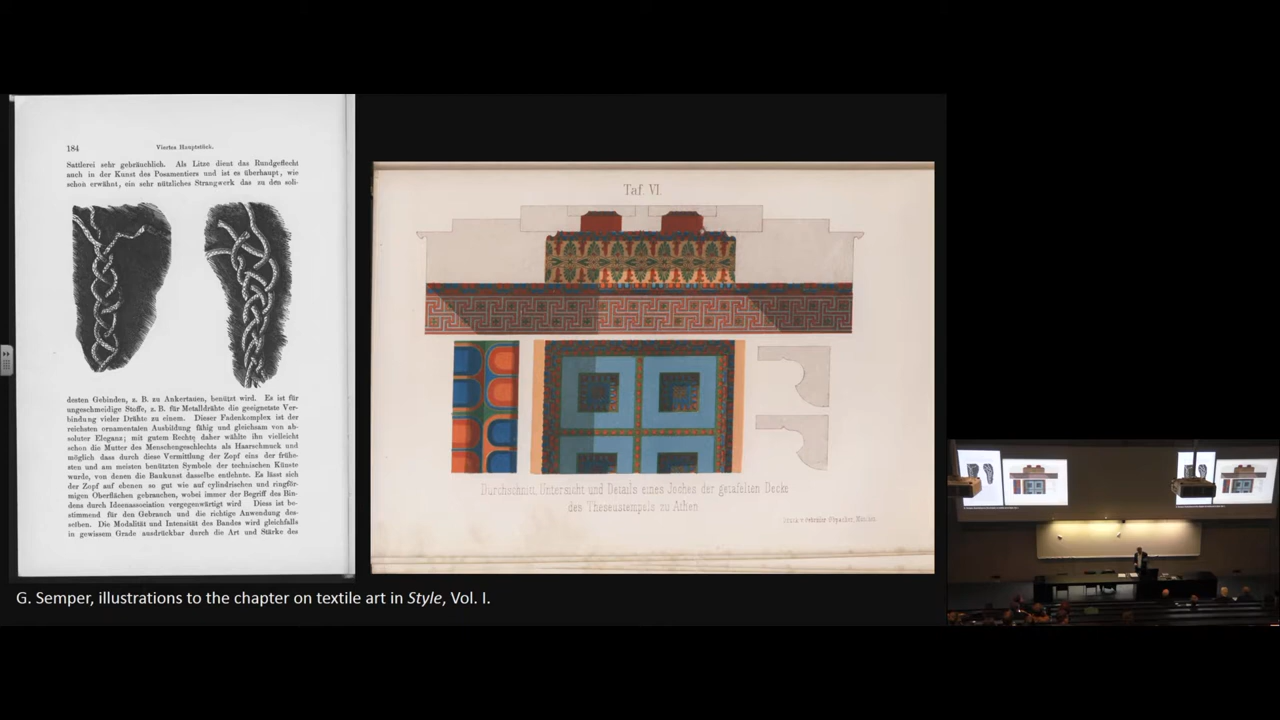 184
Viertes Hauptstück.
Sattlerei sehr gebräuchlich. Als Litze dient das Rundgeflecht
auch in der Kunst des Posamentiers und ist es überhaupt, wie
schon erwähnt, ein sehr nützliches Strangwerk das zu den soli-
desten Gebinden, z. B. zu Ankertauen, benüzt wird. Es ist für
ungeschmeidige Stoffe, z. B. für Metalldrähte die geeignetste Ver-
bindung vieler Drähte zu einem. Dieser Fadenkomplex ist der
reichsten ornamentalen Ausbildung fähig und gleichsam von ab-
soluter Eleganz; mit gutem Rechte daher wählte ihn vielleicht
schon die Mutter des Menschengeschlechts als Haarschmuck und
möglich dass durch diese Vermittlung der Zopf eins der frühe-
sten und am meisten benützten Symbole der technischen Künste
wurde, von denen die Baukunst dasselbe entlehnte. Es lässt sich
der Zopf auf ebenen so gut wie auf cylindrischen und ringför-
migen Oberflächen gebrauchen, wobei immer der Begriff des Bin-
dens durch Ideenassociation vergegenwärtigt wird Diess ist be-
stimmend für den Gebrauch und die richtige Anwendung des-
selben. Die Modalität und Intensität des Bandes wird gleichfalls
in gewissem Grade ausdrückbar durch die Art und Stärke des
Taf. VI.
Durchschnitt, Untersicht und Details eines Joches der getäfelten Decke
des Theseustempels zu Athen
G. Semper, illustrations to the chapter on textile art in Style, Vol. I.